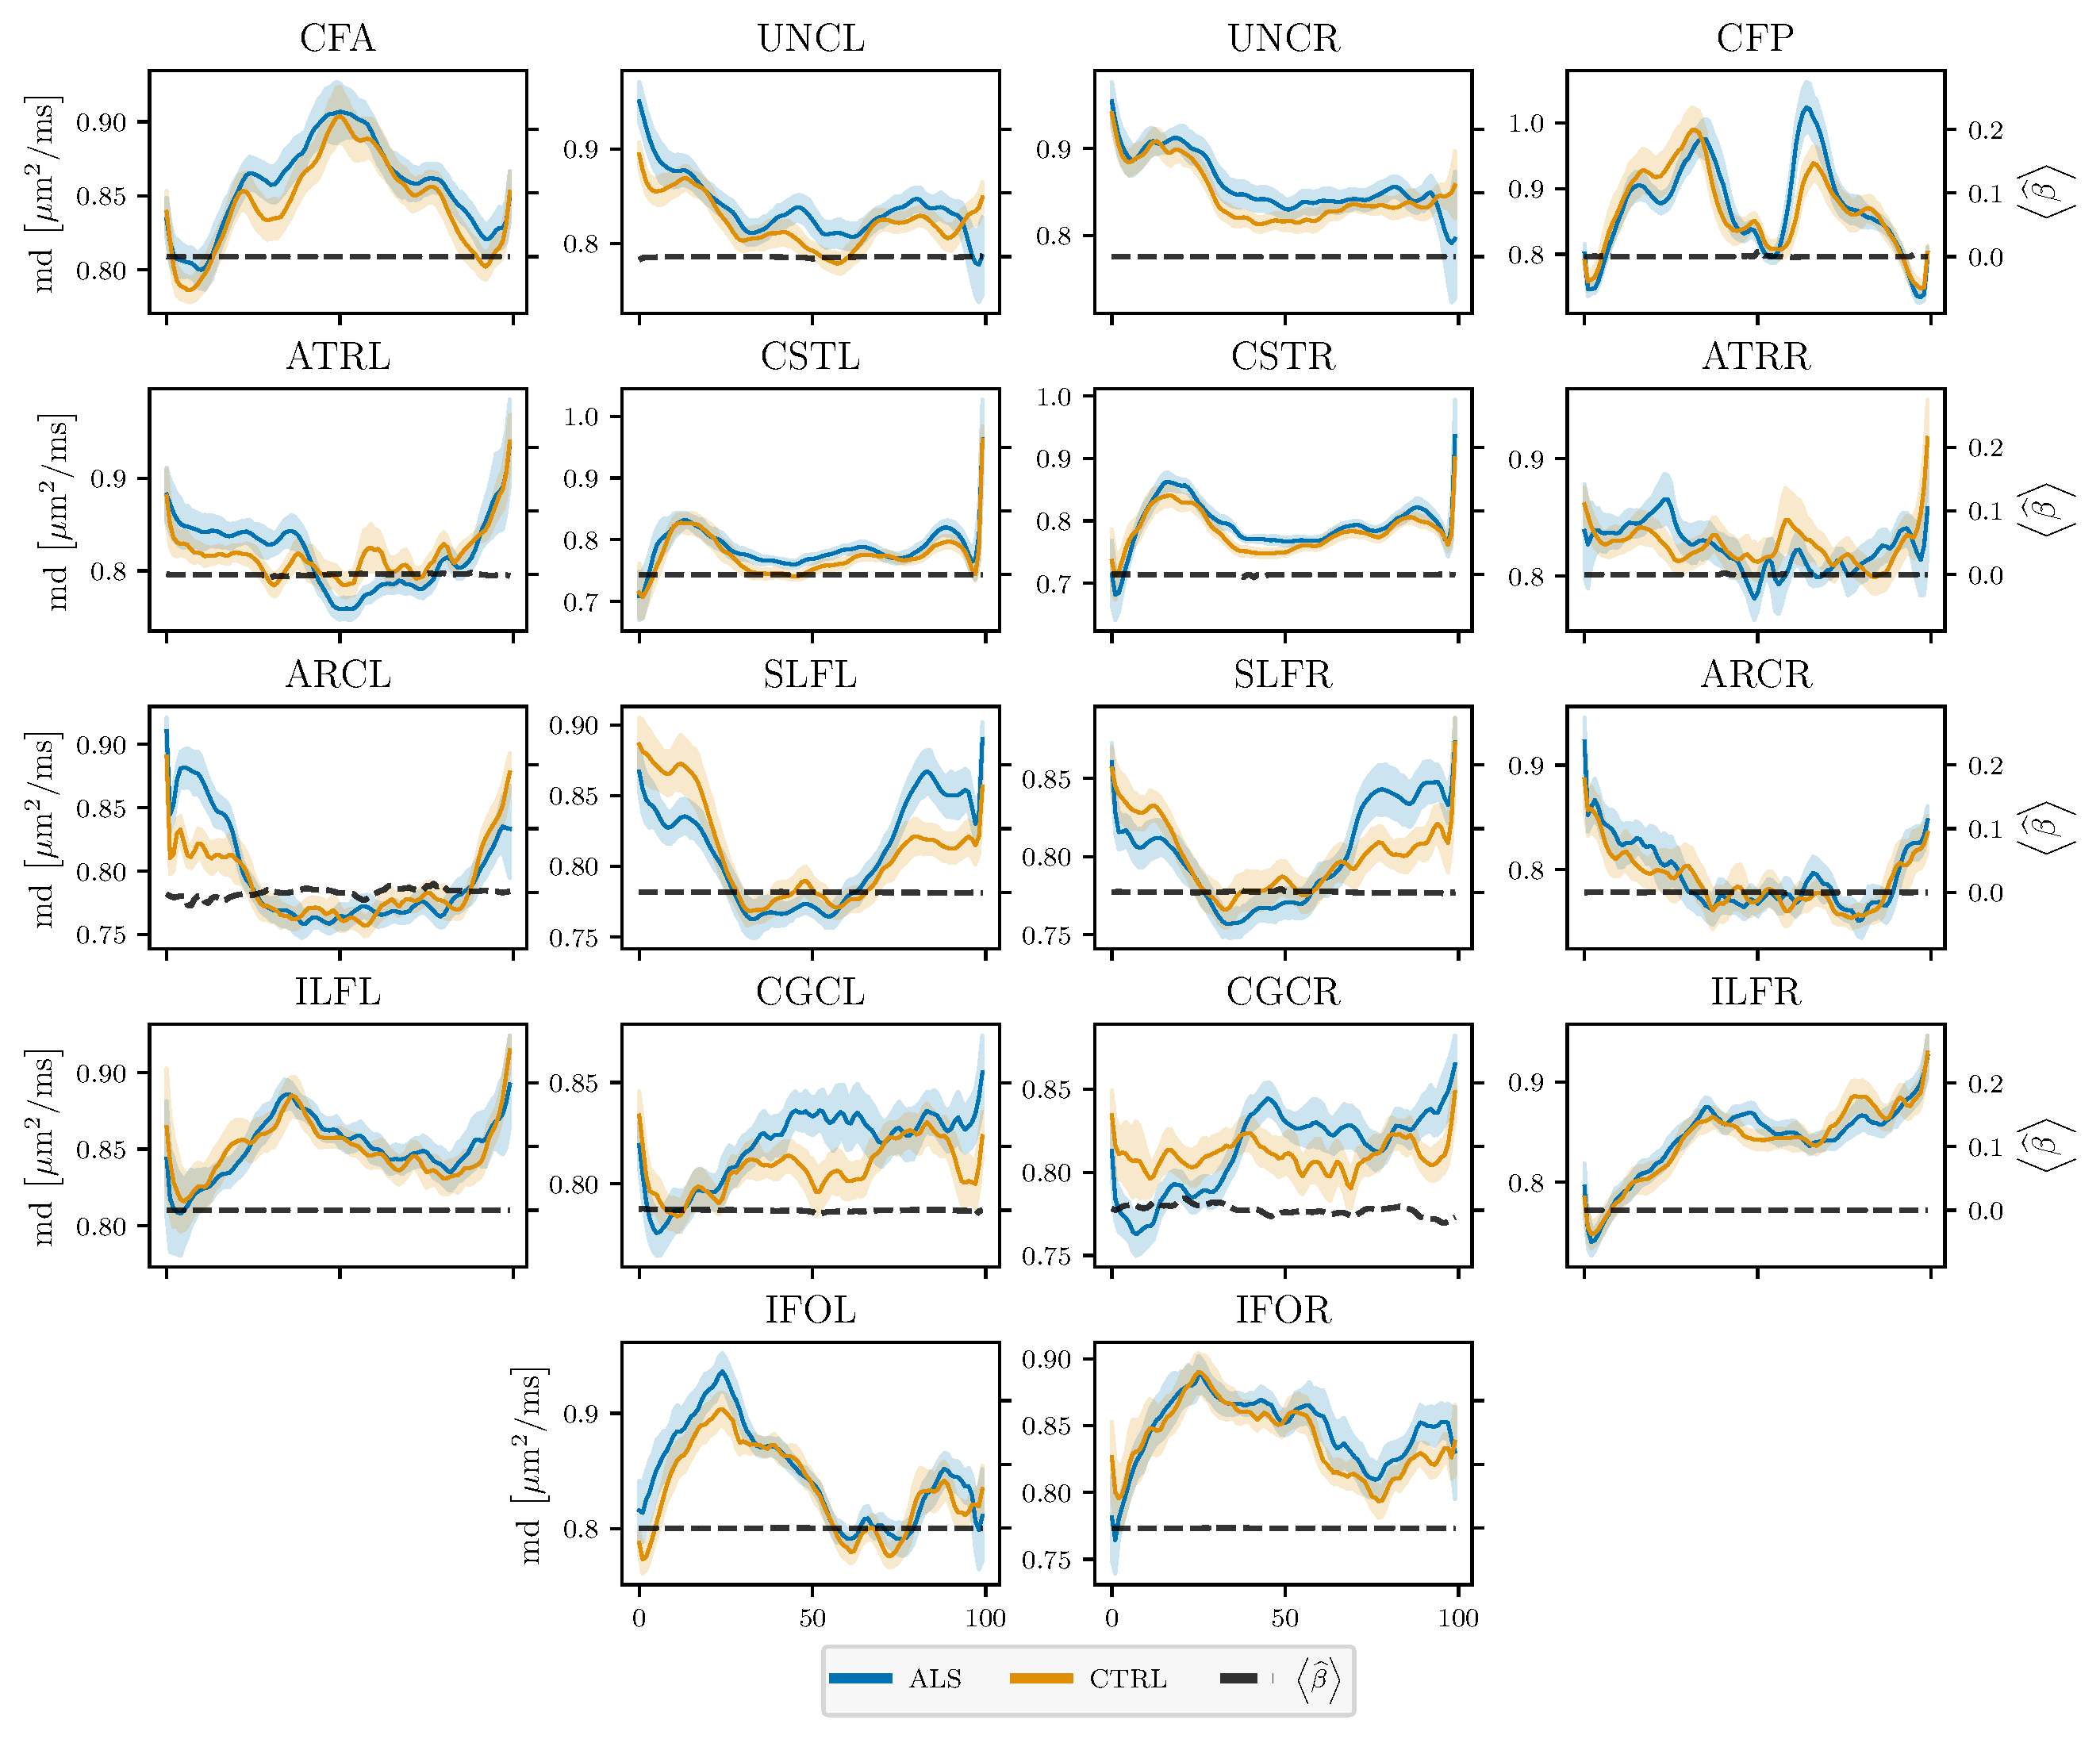 CFA UNCL UNCR CFP
md [μm²/ms] 0.90 0.85 0.80
0.9 0.8
0.9 0.8
1.0 0.9 0.8
0.2 0.1 0.0 ⟨β̂⟩
ATRL CSTL CSTR ATRR
md [μm²/ms] 0.9 0.8
1.0 0.9 0.8 0.7
1.0 0.9 0.8 0.7
0.9 0.8
0.2 0.1 0.0 ⟨β̂⟩
ARCL SLFL SLFR ARCR
md [μm²/ms] 0.90 0.85 0.80 0.75
0.90 0.85 0.80 0.75
0.85 0.80 0.75
0.9 0.8
0.2 0.1 0.0 ⟨β̂⟩
ILFL CGCL CGCR ILFR
md [μm²/ms] 0.90 0.85 0.80
0.85 0.80
0.85 0.80 0.75
0.9 0.8
0.2 0.1 0.0 ⟨β̂⟩
IFOL IFOR
md [μm²/ms] 0.9 0.8
0.90 0.85 0.80 0.75
0 50 100 0 50 100
ALS CTRL ⟨β̂⟩